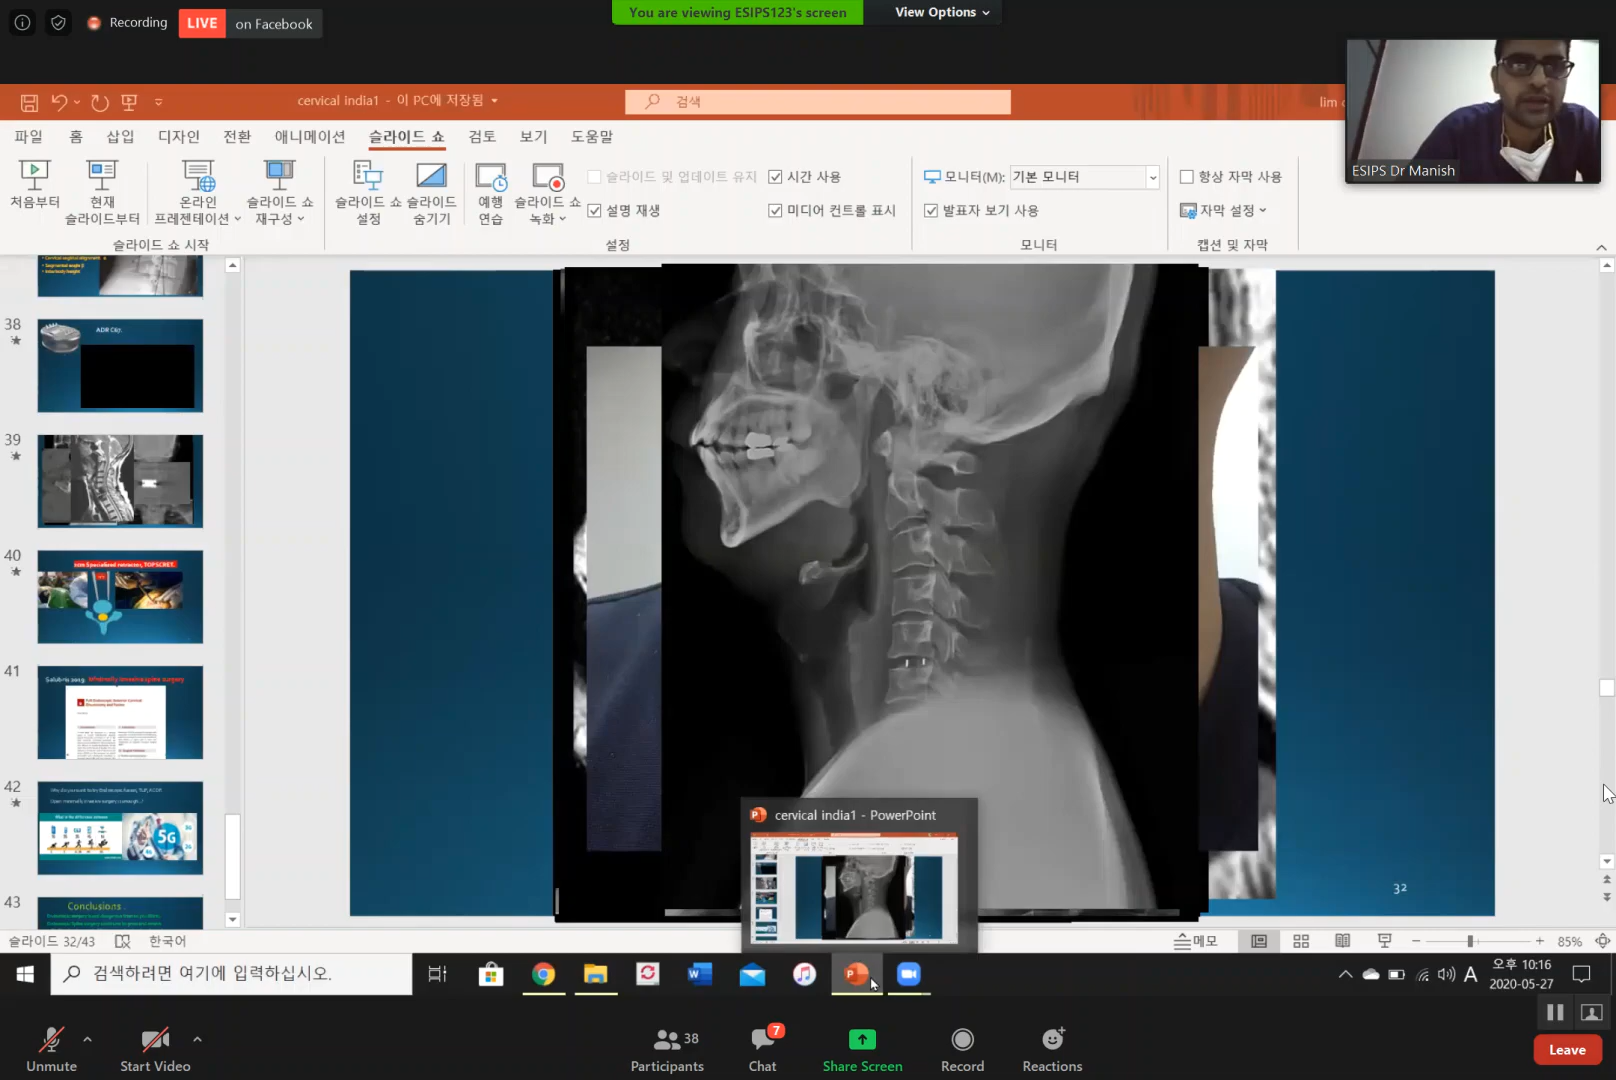 Recording
LIVE on Facebook
You are viewing ESIPS123's screen
View Options
ESIPS Dr Manish
cervical india1 - 이 PC에 저장됨
검색
lim
파일 홈 삽입 디자인 전환 애니메이션 슬라이드 쇼 검토 보기 도움말
처음부터
현재
슬라이드부터
온라인
프레젠테이션
슬라이드 쇼
재구성
슬라이드 쇼 시작
슬라이드 쇼
설정
슬라이드
숨기기
예행
연습
슬라이드 쇼
녹화
슬라이드 및 업데이트 유지
설명 재생
시간 사용
미디어 컨트롤 표시
설정
모니터(M): 기본 모니터
발표자 보기 사용
모니터
항상 자막 사용
자막 설정
캡션 및 자막
38
39
40
41
Minimally invasive spine surgery
42
5G
43
Conclusions
32
cervical india1 - PowerPoint
슬라이드 32/43 한국어
메모
85%
검색하려면 여기에 입력하십시오.
A
오후 10:16
2020-05-27
Unmute
Start Video
38
Participants
7
Chat
Share Screen
Record
Reactions
Leave